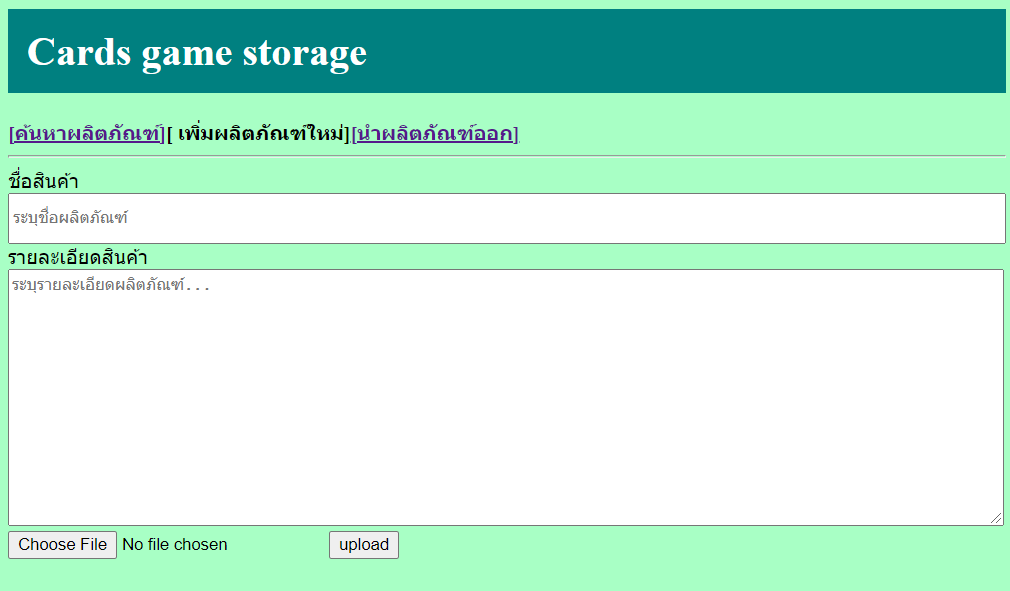 Cards game storage
[ค้นหาผลิตภัณฑ์][ เพิ่มผลิตภัณฑ์ใหม่][นำผลิตภัณฑ์ออก]
ชื่อสินค้า
ระบุชื่อผลิตภัณฑ์
รายละเอียดสินค้า
ระบุรายละเอียดผลิตภัณฑ์...
Choose File No file chosen upload